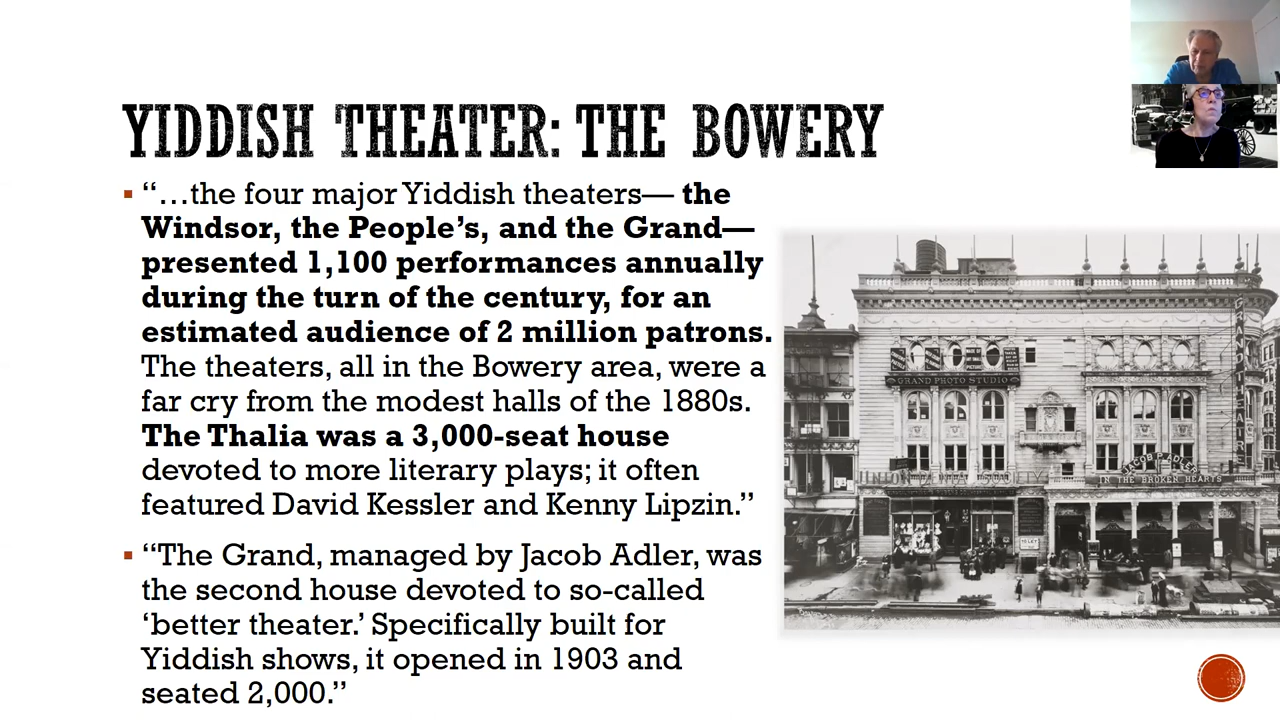 YIDDISH THEATER: THE BOWERY
“…the four major Yiddish theaters— the
Windsor, the People’s, and the Grand—
presented 1,100 performances annually
during the turn of the century, for an
estimated audience of 2 million patrons.
The theaters, all in the Bowery area, were a
far cry from the modest halls of the 1880s.
The Thalia was a 3,000-seat house
devoted to more literary plays; it often
featured David Kessler and Kenny Lipzin.”
“The Grand, managed by Jacob Adler, was
the second house devoted to so-called
‘better theater.’ Specifically built for
Yiddish shows, it opened in 1903 and
seated 2,000.”
GRAND PHOTO STUDIO
GRAND THEATER
UNION
JACOB P. ADLER
IN THE BROKEN HEARTS
TO LET